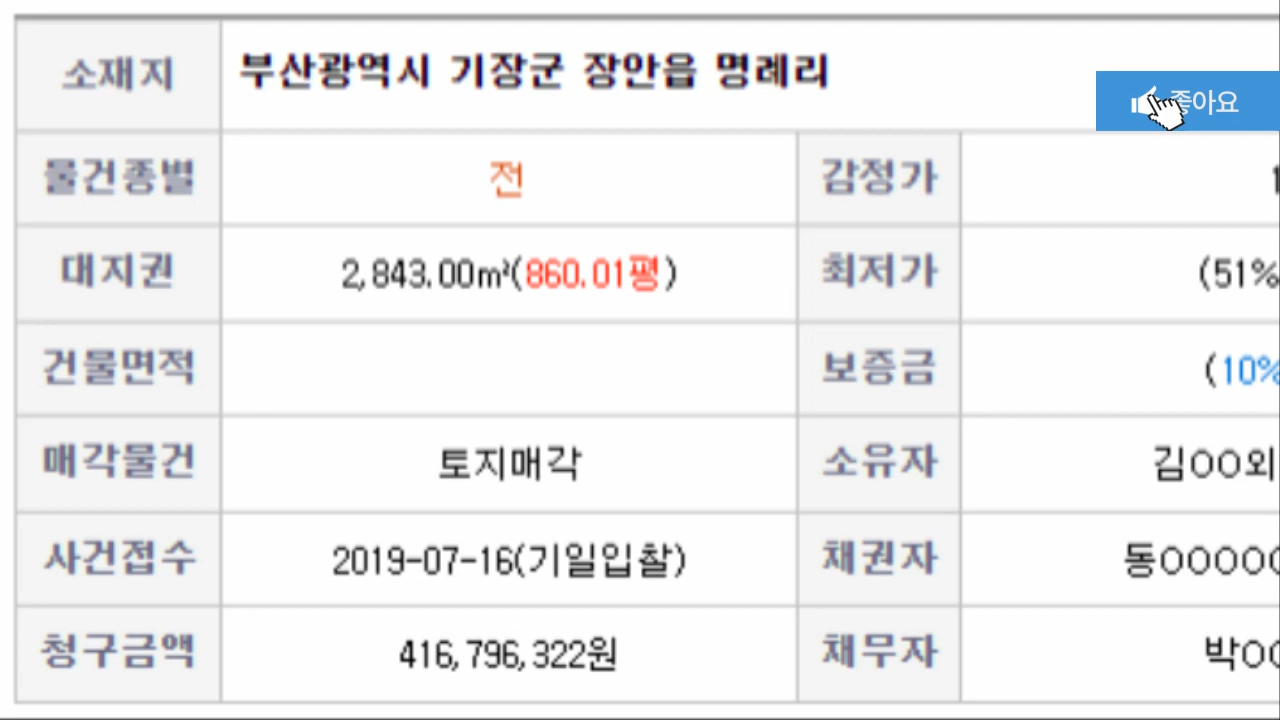 소재지 부산광역시 기장군 장안읍 명례리
좋아요
물건종별 전 감정가
대지권 2,843.00m²(860.01평) 최저가 (51%
건물면적 보증금 (10%
매각물건 토지매각 소유자 김OO외
사건접수 2019-07-16(기일입찰) 채권자 동OOOOO
청구금액 416,796,322원 채무자 박OO